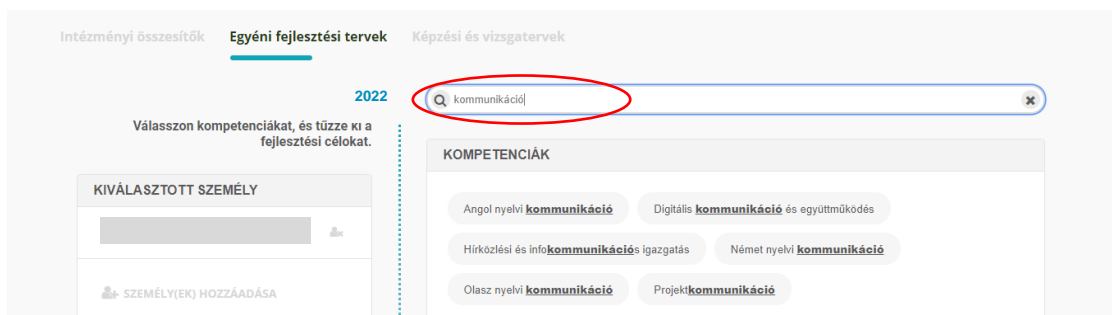 Intézményi összesítők Egyéni fejlesztési tervek Képzési és vizsgatervek
2022
Válasszon kompetenciákat, és tűzze ki a
fejlesztési célokat.
KIVÁLASZTOTT SZEMÉLY
SZEMÉLY(EK) HOZZÁADÁSA
kommunikáció
KOMPETENCIÁK
Angol nyelvi kommunikáció Digitális kommunikáció és együttműködés
Hírközlési és infokommunikációs igazgatás Német nyelvi kommunikáció
Olasz nyelvi kommunikáció Projektkommunikáció